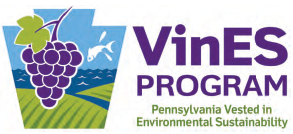 VinES
PROGRAM
Pennsylvania Vested in
Environmental Sustainability